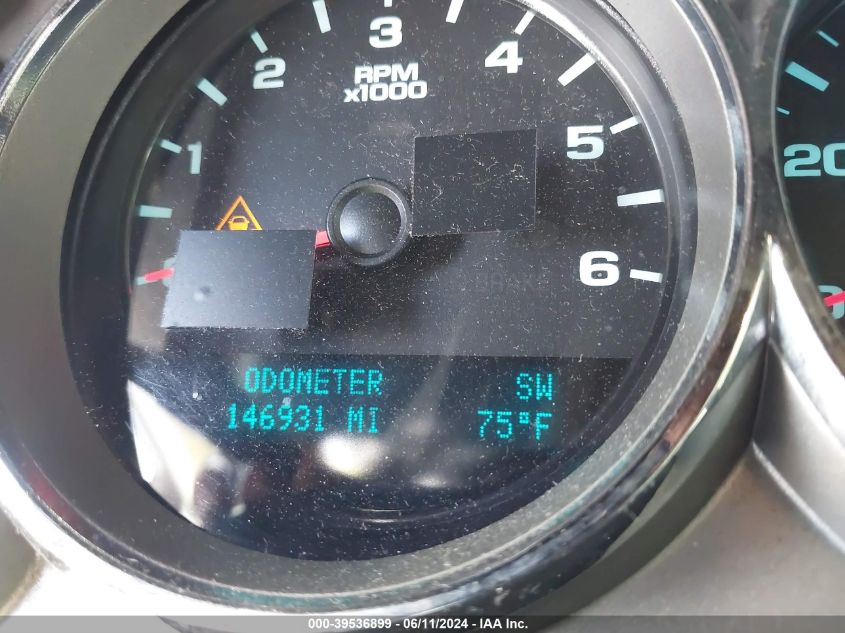 3
2
4
RPM
x1000
1
5
20
6
ODOMETER SW
146931 MI 75°F
000-39536899 / 06/11/2024 - IAA Inc.